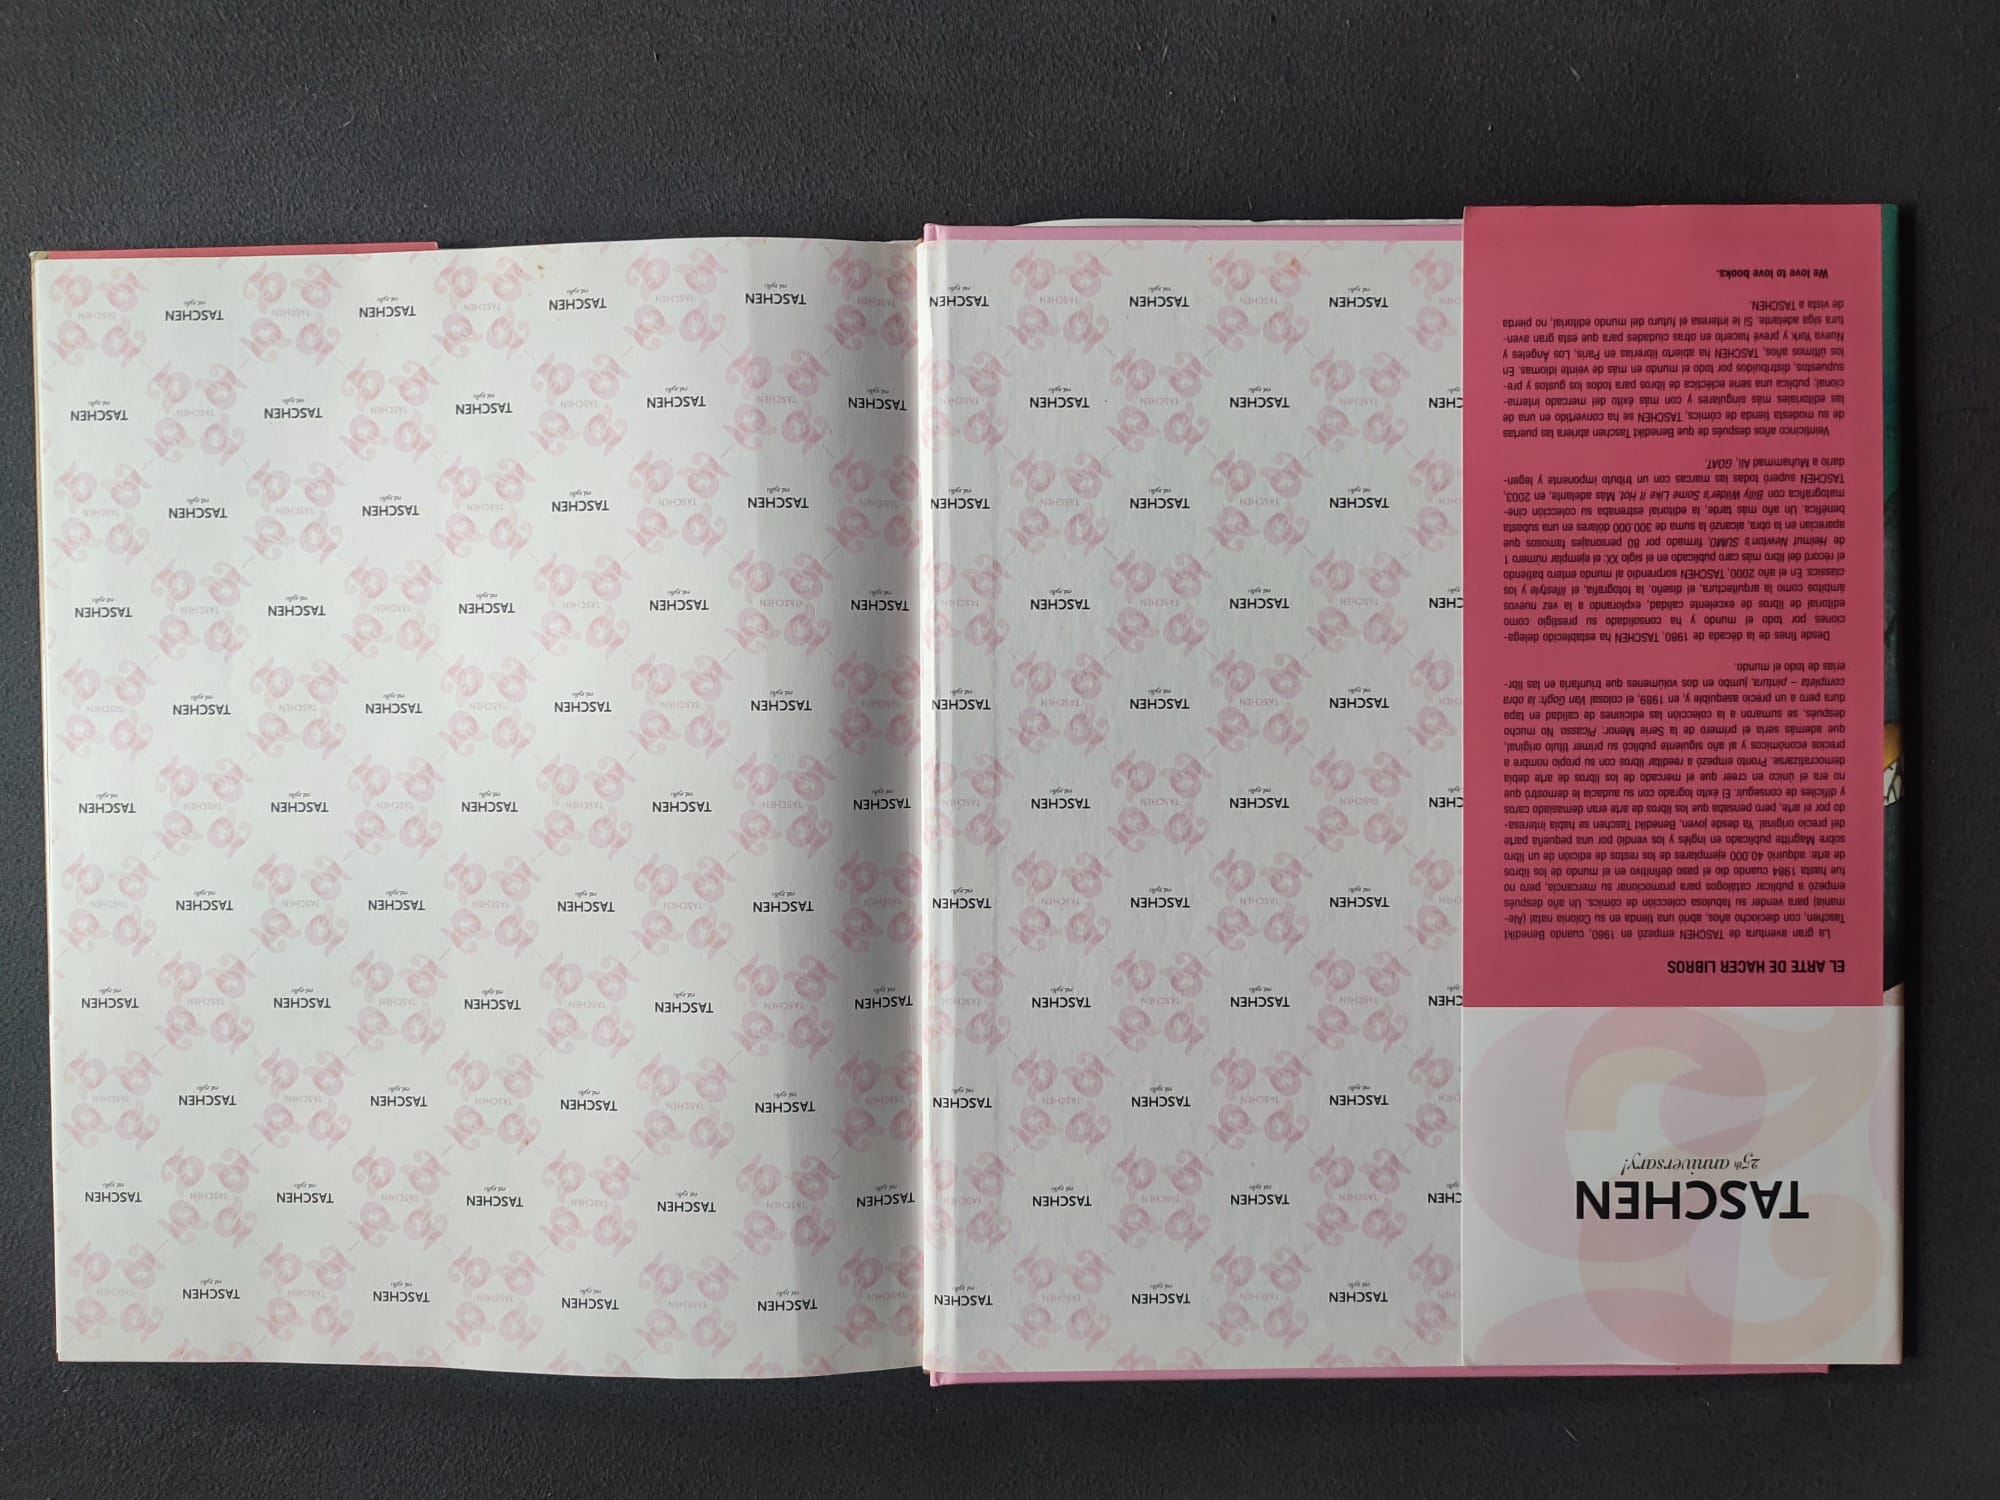 TASCHEN
25th anniversary!
EL ARTE DE HACER LIBROS
La gran aventura de TASCHEN empezó en 1980, cuando Benedikt
Taschen, con dieciocho años, abrió una tienda en su Colonia natal (Ale-
mania) para vender su fabulosa colección de cómics. Un año después
empezó a publicar catálogos para promocionar su mercancía, pero no
fue hasta 1984 cuando dio el paso definitivo en el mundo de los libros
de arte: adquirió 40.000 ejemplares de los restos de edición de un libro
sobre Magritte publicado en inglés y los vendió por una pequeña parte
del precio original. Ya desde joven, Benedikt Taschen se había interesa-
do por el arte, pero pensaba que los libros de arte eran demasiado caros
y difíciles de conseguir. El éxito logrado con su audacia le demostró que
no era el único en creer que el mercado de los libros de arte debía
democratizarse. Pronto empezó a reeditar libros con su propio nombre a
precios económicos y al año siguiente publicó su primer título original,
que además sería el primero de la Serie Menor: Picasso. No mucho
después, se sumaron a la colección las ediciones de calidad en tapa
dura pero a un precio asequible y, en 1989, el colosal Van Gogh: la obra
completa – pintura, jumbo en dos volúmenes que triunfaría en las libr-
erías de todo el mundo.
Desde fines de la década de 1980, TASCHEN ha establecido delega-
ciones por todo el mundo y ha consolidado su prestigio como
editorial de libros de excelente calidad, explorando a la vez nuevos
ámbitos como la arquitectura, el diseño, la fotografía, el lifestyle y los
classics. En el año 2000, TASCHEN sorprendió al mundo entero batiendo
el récord del libro más caro publicado en el siglo XX: el ejemplar número 1
de Helmut Newton's SUMO, firmado por 80 personajes famosos que
aparecían en la obra, alcanzó la suma de 300.000 dólares en una subasta
benéfica. Un año más tarde, la editorial estrenaba su colección cine-
matográfica con Billy Wilder's Some Like It Hot. Más adelante, en 2003,
TASCHEN superó todas las marcas con un tributo imponente y legen-
dario a Muhammad Ali, GOAT.
Veinticinco años después de que Benedikt Taschen abriera las puertas
de su modesta tienda de cómics, TASCHEN se ha convertido en una de
las editoriales más singulares y con más éxito del mercado interna-
cional; publica una serie ecléctica de libros para todos los gustos y pre-
supuestos, distribuidos por todo el mundo en más de veinte idiomas. En
los últimos años, TASCHEN ha abierto librerías en París, Los Ángeles y
Nueva York y prevé hacerlo en otras ciudades para que esta gran aven-
tura siga adelante. Si le interesa el futuro del mundo editorial, no pierda
de vista a TASCHEN.
We love to love books.